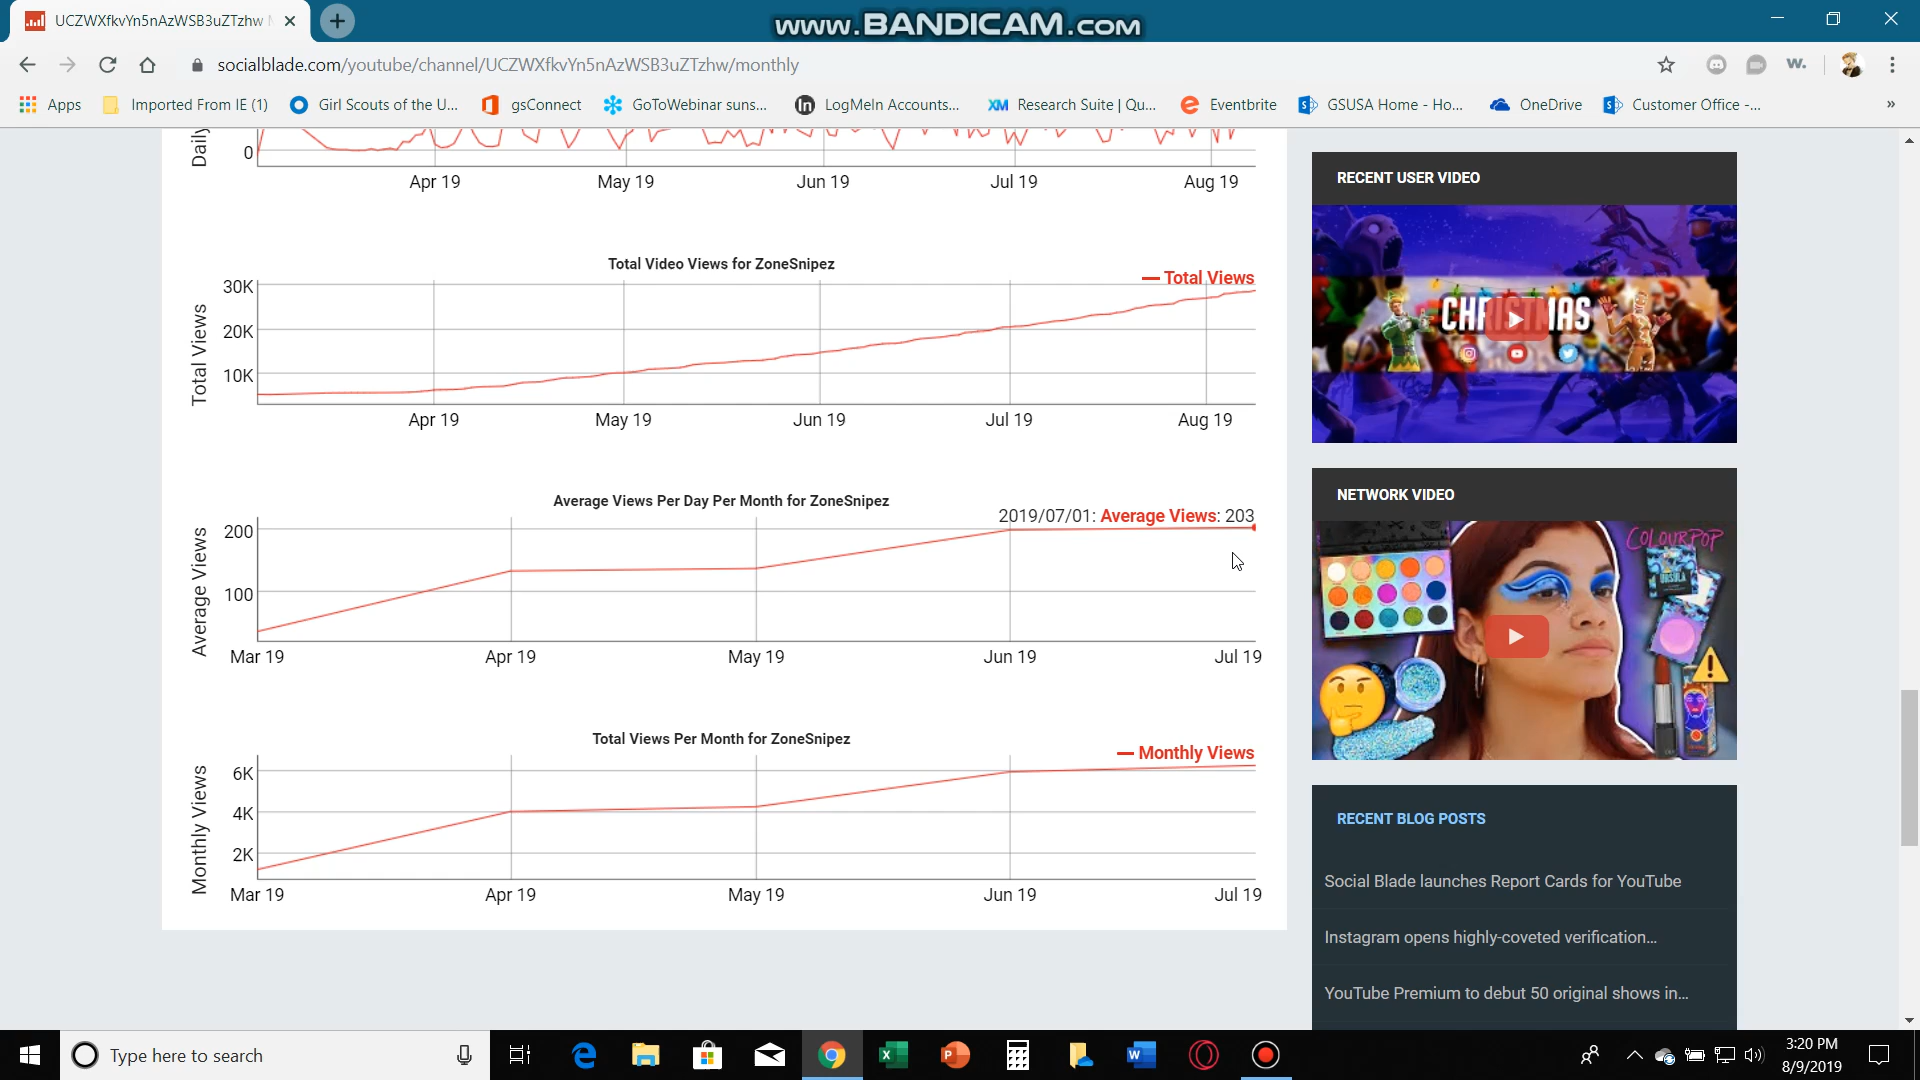 UCZWXfkvYn5nAzWSB3uZTzhw
www.BANDICAM.com
socialblade.com/youtube/channel/UCZWXfkvYn5nAzWSB3uZTzhw/monthly
Apps
Imported From IE (1)
Girl Scouts of the U...
gsConnect
GoToWebinar suns...
LogMeIn Accounts...
Research Suite | Qu...
Eventbrite
GSUSA Home - Ho...
OneDrive
Customer Office -...
»
Daily
0
Apr 19
May 19
Jun 19
Jul 19
Aug 19
Total Video Views for ZoneSnipez
Total Views
Total Views
30K
20K
10K
Apr 19
May 19
Jun 19
Jul 19
Aug 19
Average Views Per Day Per Month for ZoneSnipez
2019/07/01: Average Views: 203
Average Views
200
100
Mar 19
Apr 19
May 19
Jun 19
Jul 19
Total Views Per Month for ZoneSnipez
Monthly Views
Monthly Views
6K
4K
2K
Mar 19
Apr 19
May 19
Jun 19
Jul 19
RECENT USER VIDEO
NETWORK VIDEO
COLOURPOP
RECENT BLOG POSTS
Social Blade launches Report Cards for YouTube
Instagram opens highly-coveted verification...
YouTube Premium to debut 50 original shows in...
Type here to search
3:20 PM
8/9/2019